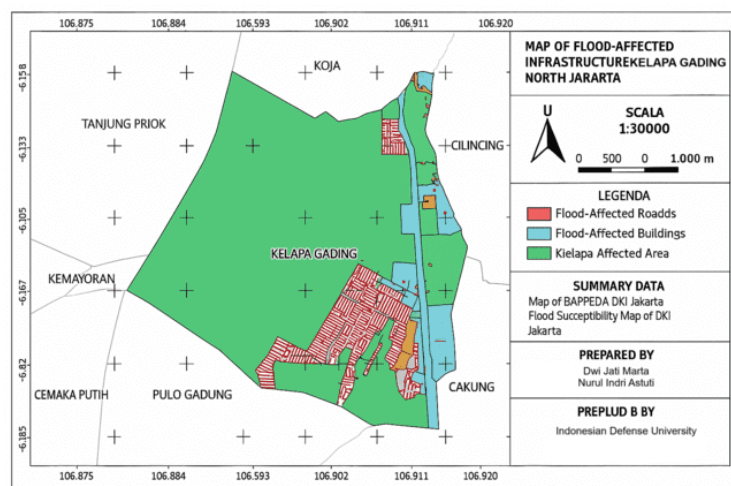 106.875 106.884 106.593 106.902 106.911 106.920
-6.158
-6.133
-6.105
-6.167
-6.82
-6.185
KOJA
TANJUNG PRIOK
CILINCING
KELAPA GADING
KEMAYORAN
CEMAKA PUTIH
PULO GADUNG
CAKUNG
106.875 106.884 106.593 106.902 106.911 106.920
MAP OF FLOOD-AFFECTED
INFRASTRUCTUREKELAPA GADING
NORTH JARARTA
U
SCALA
1:30000
0 500 0 1.000 m
LEGENDA
Flood-Affected Roadds
Flood-Affected Buildings
Kielapa Affected Area
SUMMARY DATA
Map of BAPPEDA DKI Jakarta
Flood Succeptibility Map of DKI
Jakarta
PREPARED BY
Dwi Jati Marta
Nurul Indri Astuti
PREPLUD B BY
Indonesian Defense University